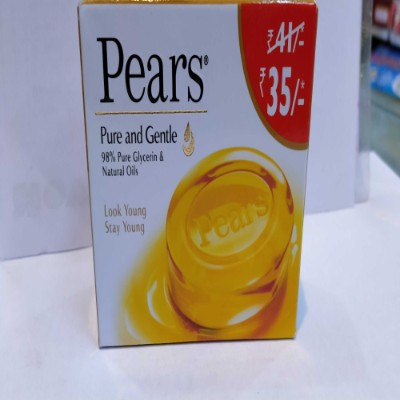 ₹ 41/-
₹ 35/-*
Pears®
Pure and Gentle
98% Pure Glycerin &
Natural Oils
Look Young
Stay Young
Pears